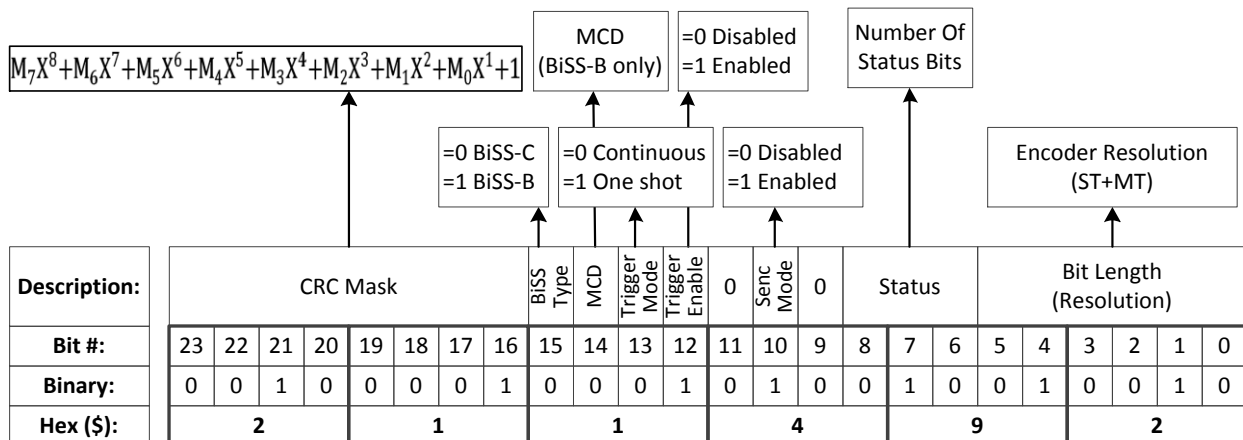 M₇X⁸+M₆X⁷+M₅X⁶+M₄X⁵+M₃X⁴+M₂X³+M₁X²+M₀X¹+1
MCD
(BiSS-B only)
=0 Disabled
=1 Enabled
Number Of
Status Bits
=0 BiSS-C
=1 BiSS-B
=0 Continuous
=1 One shot
=0 Disabled
=1 Enabled
Encoder Resolution
(ST+MT)
Description:
CRC Mask
BiSS
Type
MCD
Trigger
Mode
Trigger
Enable
0
Senc
Mode
0
Status
Bit Length
(Resolution)
Bit #: 23 22 21 20 19 18 17 16 15 14 13 12 11 10 9 8 7 6 5 4 3 2 1 0
Binary: 0 0 1 0 0 0 0 1 0 0 0 1 0 1 0 0 1 0 0 1 0 0 1 0
Hex ($): 2 1 1 4 9 2